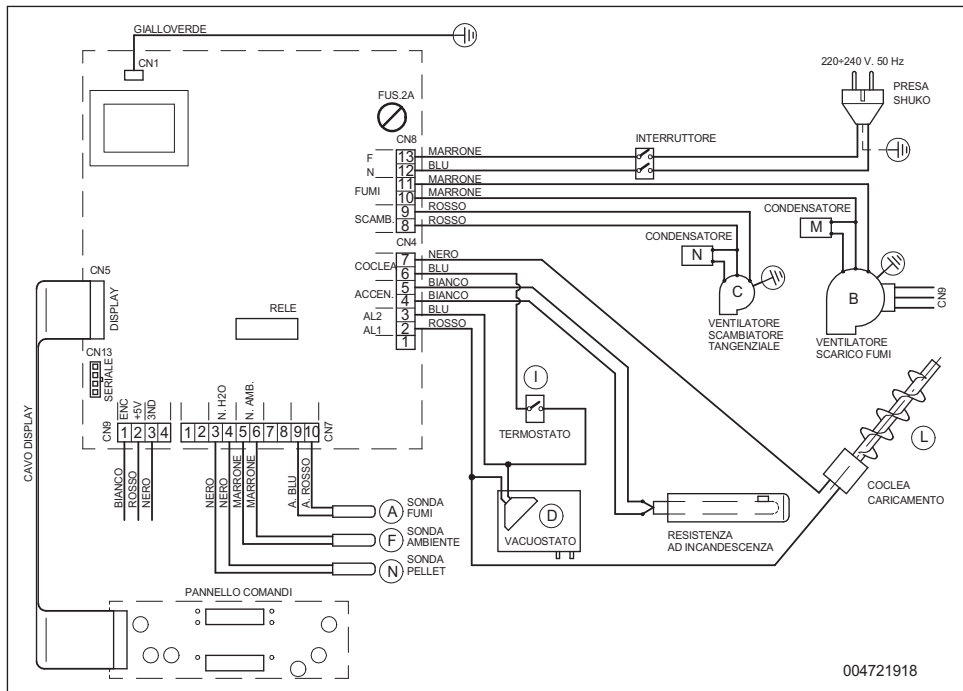 GIALLOVERDE
CN1
FUS.2A
220÷240 V. 50 Hz
PRESA
SHUKO
INTERRUTTORE
CN8
F 13 MARRONE
N 12 BLU
FUMI 11 MARRONE
10 MARRONE
SCAMB. 9 ROSSO
8 ROSSO
CN4
COCLEA 7 NERO
6 BLU
ACCEN. 5 BIANCO
4 BIANCO
AL2 3 BLU
AL1 2 ROSSO
1
CONDENSATORE
M
CONDENSATORE
N
C
VENTILATORE
SCAMBIATORE
TANGENZIALE
B
CN9
VENTILATORE
SCARICO FUMI
CN5
DISPLAY
RELE
CN13
SERIALE
I
TERMOSTATO
L
COCLEA
CARICAMENTO
CAVO DISPLAY
ENC
+5V
3ND
N. H2O
N. AMB.
CN9
1 2 3 4
1 2 3 4 5 6 7 8 9 10
CN7
BIANCO
ROSSO
NERO
NERO
NERO
MARRONE
MARRONE
A. BLU
A. ROSSO
A SONDA
FUMI
F SONDA
AMBIENTE
N SONDA
PELLET
D
VACUOSTATO
RESISTENZA
AD INCANDESCENZA
PANNELLO COMANDI
004721918